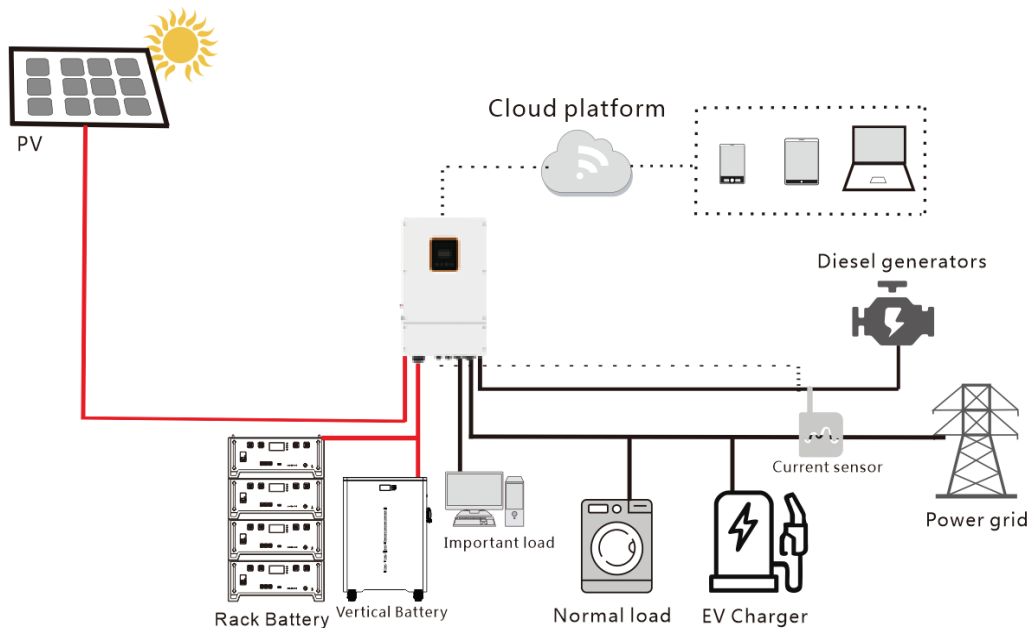 PV
Cloud platform
Diesel generators
Current sensor
Power grid
Important load
Rack Battery
Vertical Battery
Normal load
EV Charger